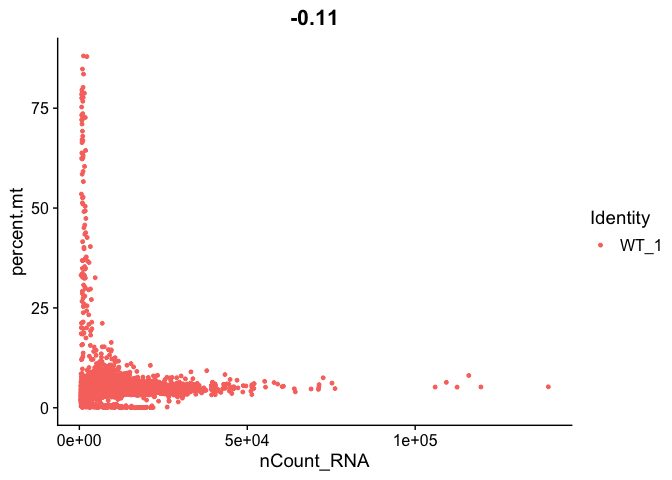 -0.11
75
50
25
0
percent.mt
0e+00
5e+04
1e+05
nCount_RNA
Identity
WT_1